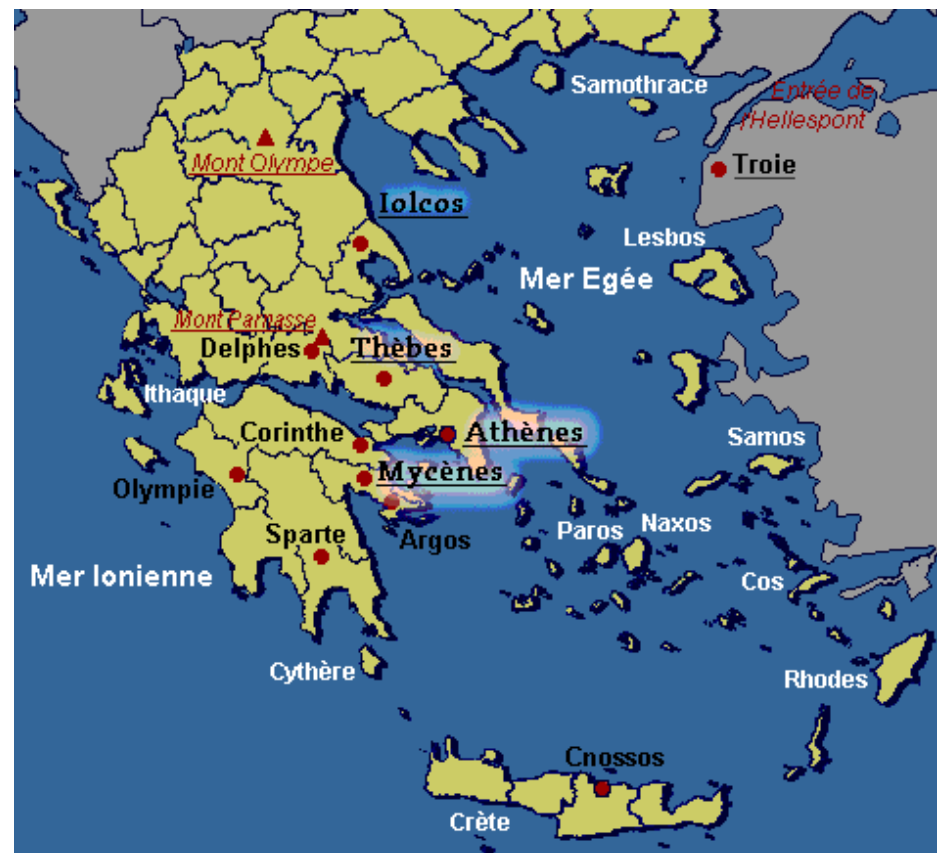 Samothrace
Entrée de
l'Hellespont
Mont Olympe
Troie
Iolcos
Lesbos
Mer Egée
Mont Parnasse
Delphes
Thèbes
Ithaque
Corinthe
Athènes
Samos
Mycènes
Olympie
Argos
Paros
Naxos
Sparte
Mer Ionienne
Cos
Cythère
Rhodes
Cnossos
Crète